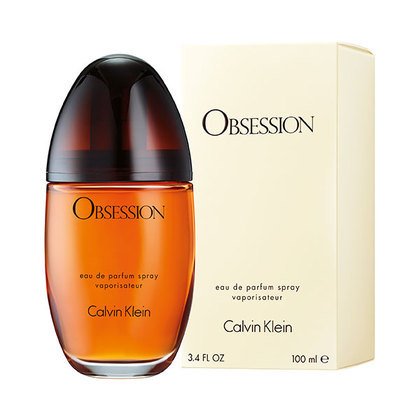 OBSESSION
eau de parfum spray
vaporisateur
Calvin Klein
OBSESSION
eau de parfum spray
vaporisateur
Calvin Klein
3.4 FL OZ 100 ml ℮